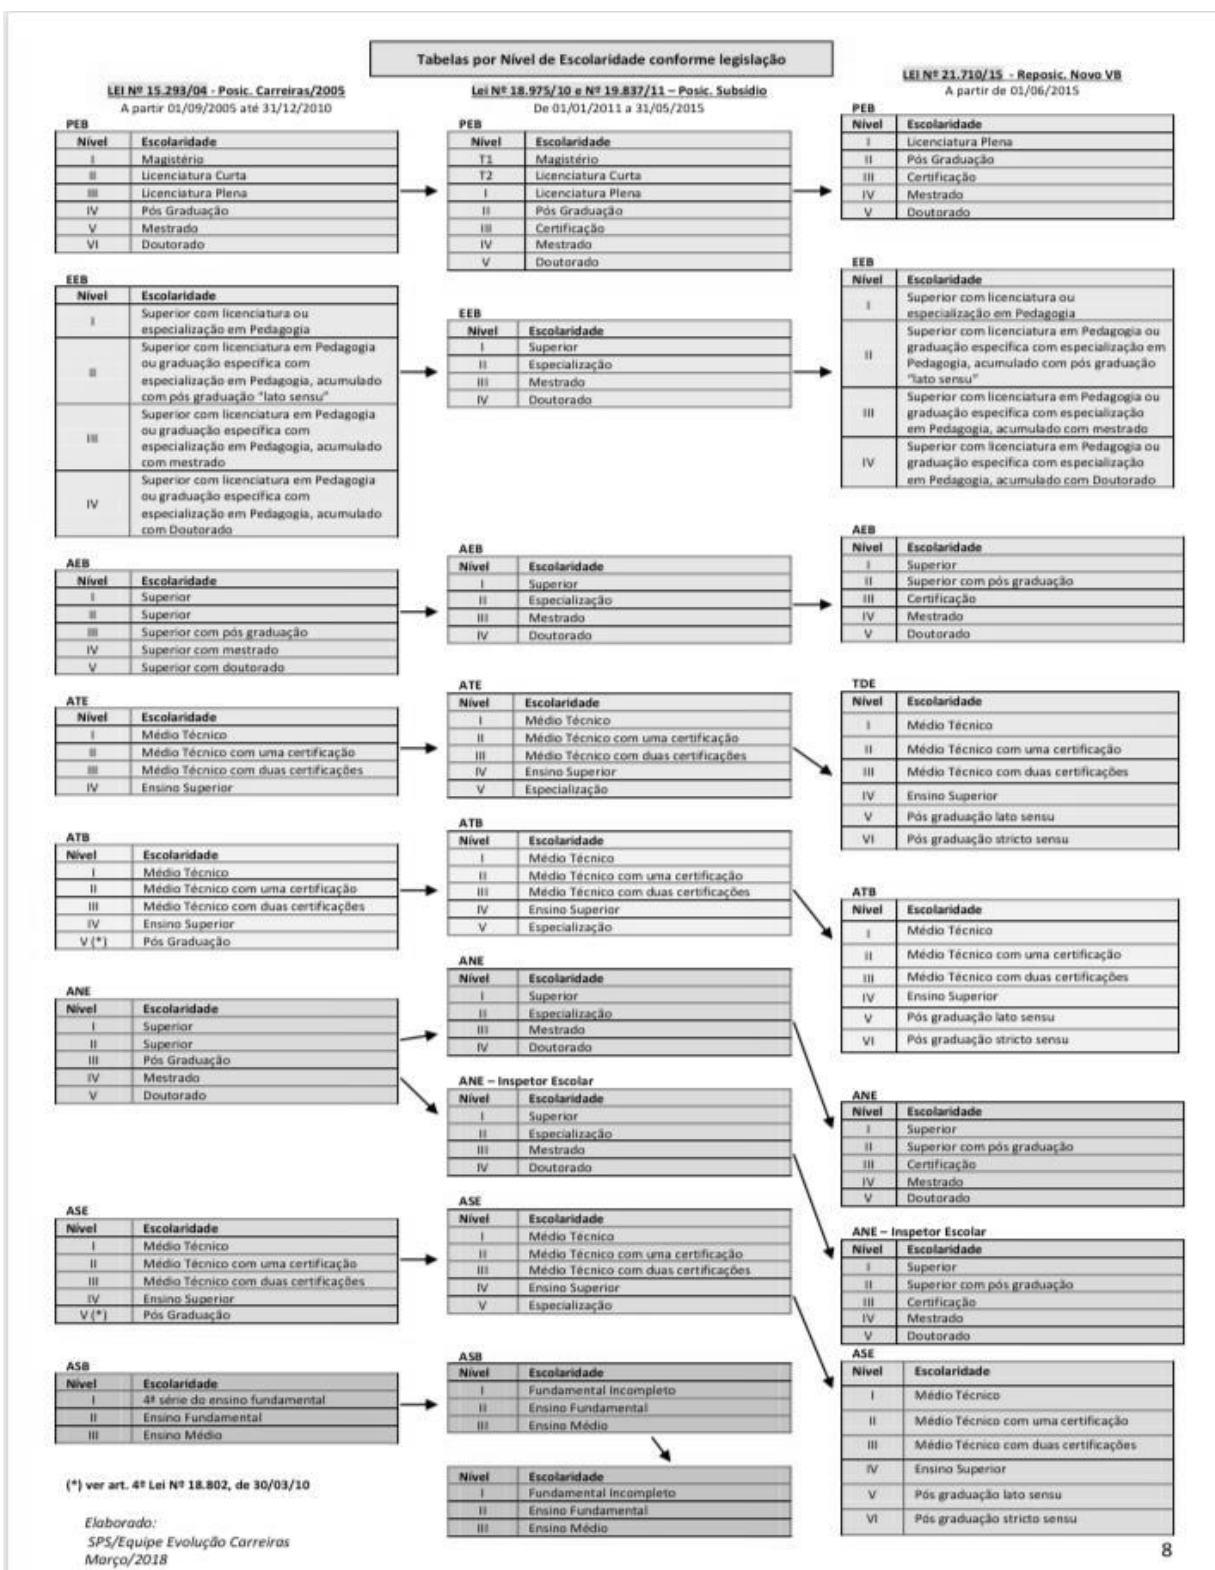 Tabelas por Nível de Escolaridade conforme legislação
LEI Nº 15.293/04 - Posic. Carreiras/2005
A partir 01/09/2005 até 31/12/2010
PEB
Nível Escolaridade
I Magistério
II Licenciatura Curta
III Licenciatura Plena
IV Pós Graduação
V Mestrado
VI Doutorado
EEB
Nível Escolaridade
I Superior com licenciatura ou
especialização em Pedagogia
II Superior com licenciatura em Pedagogia
ou graduação específica com
especialização em Pedagogia, acumulado
com pós graduação "lato sensu"
III Superior com licenciatura em Pedagogia
ou graduação específica com
especialização em Pedagogia, acumulado
com mestrado
IV Superior com licenciatura em Pedagogia
ou graduação específica com
especialização em Pedagogia, acumulado
com Doutorado
AEB
Nível Escolaridade
I Superior
II Superior
III Superior com pós graduação
IV Superior com mestrado
V Superior com doutorado
ATE
Nível Escolaridade
I Médio Técnico
II Médio Técnico com uma certificação
III Médio Técnico com duas certificações
IV Ensino Superior
ATB
Nível Escolaridade
I Médio Técnico
II Médio Técnico com uma certificação
III Médio Técnico com duas certificações
IV Ensino Superior
V (*) Pós Graduação
ANE
Nível Escolaridade
I Superior
II Superior
III Pós Graduação
IV Mestrado
V Doutorado
ASE
Nível Escolaridade
I Médio Técnico
II Médio Técnico com uma certificação
III Médio Técnico com duas certificações
IV Ensino Superior
V (*) Pós Graduação
ASB
Nível Escolaridade
I 4ª série do ensino fundamental
II Ensino Fundamental
III Ensino Médio
(*) ver art. 4º Lei Nº 18.802, de 30/03/10
Elaborado:
SPS/Equipe Evolução Carreiras
Março/2018
Lei Nº 18.975/10 e Nº 19.837/11 – Posic. Subsídio
De 01/01/2011 a 31/05/2015
PEB
Nível Escolaridade
T1 Magistério
T2 Licenciatura Curta
I Licenciatura Plena
II Pós Graduação
III Certificação
IV Mestrado
V Doutorado
EEB
Nível Escolaridade
I Superior
II Especialização
III Mestrado
IV Doutorado
AEB
Nível Escolaridade
I Superior
II Especialização
III Mestrado
IV Doutorado
ATE
Nível Escolaridade
I Médio Técnico
II Médio Técnico com uma certificação
III Médio Técnico com duas certificações
IV Ensino Superior
V Especialização
ATB
Nível Escolaridade
I Médio Técnico
II Médio Técnico com uma certificação
III Médio Técnico com duas certificações
IV Ensino Superior
V Especialização
ANE
Nível Escolaridade
I Superior
II Especialização
III Mestrado
IV Doutorado
ANE – Inspetor Escolar
Nível Escolaridade
I Superior
II Especialização
III Mestrado
IV Doutorado
ASE
Nível Escolaridade
I Médio Técnico
II Médio Técnico com uma certificação
III Médio Técnico com duas certificações
IV Ensino Superior
V Especialização
ASB
Nível Escolaridade
I Fundamental Incompleto
II Ensino Fundamental
III Ensino Médio
Nível Escolaridade
I Fundamental Incompleto
II Ensino Fundamental
III Ensino Médio
LEI Nº 21.710/15 - Reposic. Novo VB
A partir de 01/06/2015
PEB
Nível Escolaridade
I Licenciatura Plena
II Pós Graduação
III Certificação
IV Mestrado
V Doutorado
EEB
Nível Escolaridade
I Superior com licenciatura ou
especialização em Pedagogia
II Superior com licenciatura em Pedagogia ou
graduação específica com especialização em
Pedagogia, acumulado com pós graduação
"lato sensu"
III Superior com licenciatura em Pedagogia ou
graduação específica com especialização
em Pedagogia, acumulado com mestrado
IV Superior com licenciatura em Pedagogia ou
graduação específica com especialização
em Pedagogia, acumulado com Doutorado
AEB
Nível Escolaridade
I Superior
II Superior com pós graduação
III Certificação
IV Mestrado
V Doutorado
TDE
Nível Escolaridade
I Médio Técnico
II Médio Técnico com uma certificação
III Médio Técnico com duas certificações
IV Ensino Superior
V Pós graduação lato sensu
VI Pós graduação stricto sensu
ATB
Nível Escolaridade
I Médio Técnico
II Médio Técnico com uma certificação
III Médio Técnico com duas certificações
IV Ensino Superior
V Pós graduação lato sensu
VI Pós graduação stricto sensu
ANE
Nível Escolaridade
I Superior
II Superior com pós graduação
III Certificação
IV Mestrado
V Doutorado
ANE – Inspetor Escolar
Nível Escolaridade
I Superior
II Superior com pós graduação
III Certificação
IV Mestrado
V Doutorado
ASE
Nível Escolaridade
I Médio Técnico
II Médio Técnico com uma certificação
III Médio Técnico com duas certificações
IV Ensino Superior
V Pós graduação lato sensu
VI Pós graduação stricto sensu
8